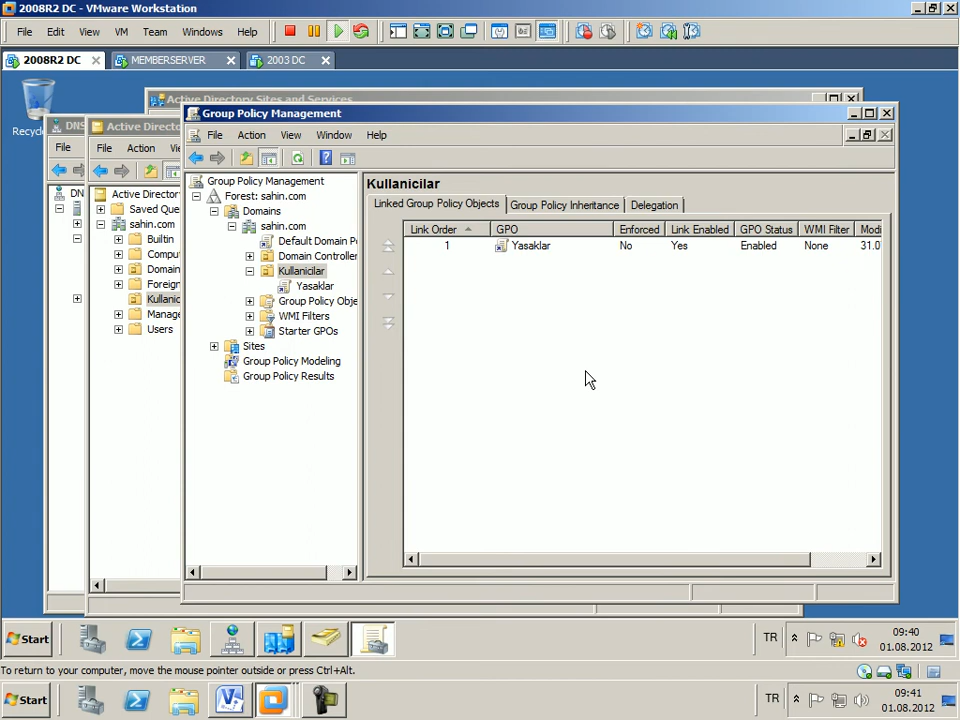 2008R2 DC - VMware Workstation
File Edit View VM Team Windows Help
2008R2 DC MEMBERSERVER 2003 DC
Active Directory Sites and Services
Group Policy Management
DNS
Active Direct
File Action View Window Help
File
File Action
Group Policy Management
Forest: sahin.com
Domains
sahin.com
Default Domain P
Domain Controller
Kullanicilar
Yasaklar
Group Policy Obje
WMI Filters
Starter GPOs
Sites
Group Policy Modeling
Group Policy Results
Active Directory
Saved Que
sahin.com
Builtin
Compu
Domain
Foreign
Kullanic
Manage
Users
Kullanicilar
Linked Group Policy Objects Group Policy Inheritance Delegation
Link Order GPO Enforced Link Enabled GPO Status WMI Filter Modi
1 Yasaklar No Yes Enabled None 31.0
Start TR 09:40
01.08.2012
To return to your computer, move the mouse pointer outside or press Ctrl+Alt.
Start TR 09:41
01.08.2012